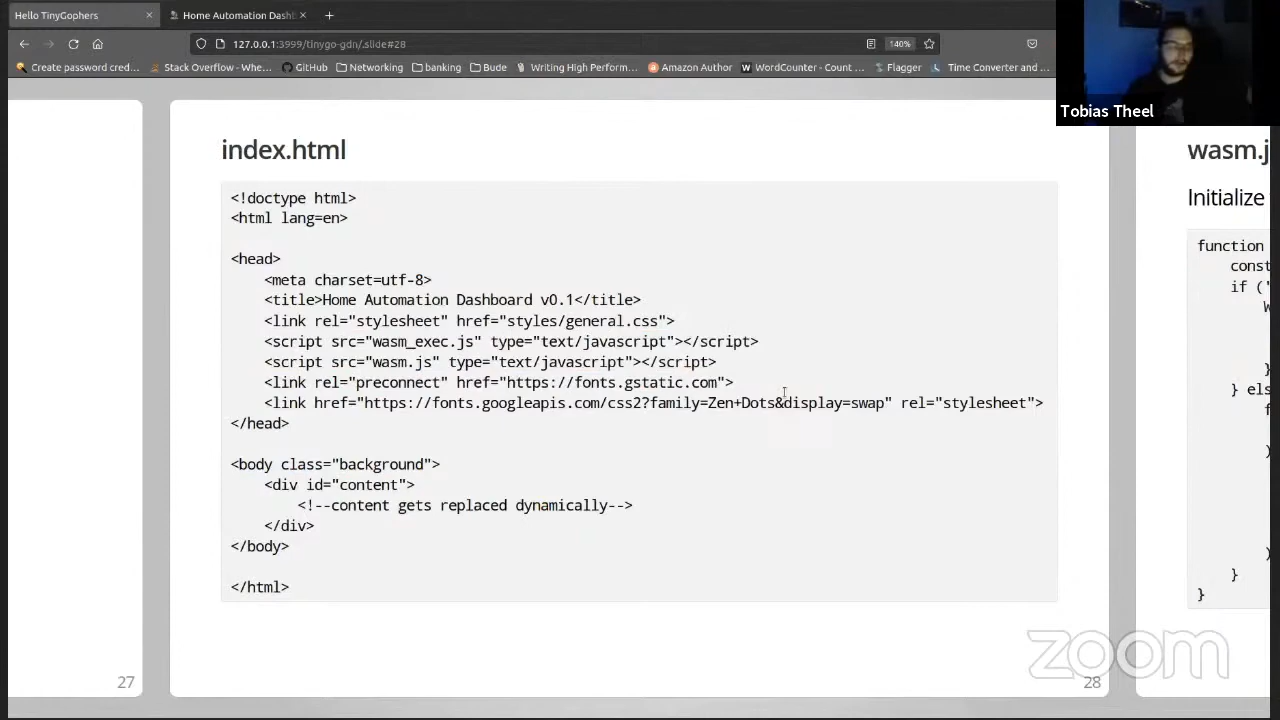 Hello TinyGophers
Home Automation Dashb
127.0.0.1:3999/tinygo-gdn/.slide#28
140%
Create password cred…
Stack Overflow - Whe…
GitHub
Networking
banking
Bude
Writing High Perform…
Amazon Author
WordCounter - Count …
Flagger
Time Converter and …
Tobias Theel
index.html
<!doctype html>
<html lang=en>
<head>
<meta charset=utf-8>
<title>Home Automation Dashboard v0.1</title>
<link rel="stylesheet" href="styles/general.css">
<script src="wasm_exec.js" type="text/javascript"></script>
<script src="wasm.js" type="text/javascript"></script>
<link rel="preconnect" href="https://fonts.gstatic.com">
<link href="https://fonts.googleapis.com/css2?family=Zen+Dots&display=swap" rel="stylesheet">
</head>
<body class="background">
<div id="content">
<!--content gets replaced dynamically-->
</div>
</body>
</html>
27
28
wasm.j
Initialize
function
const
if ('
W
}
} els
f
)
)
}
}
zoom